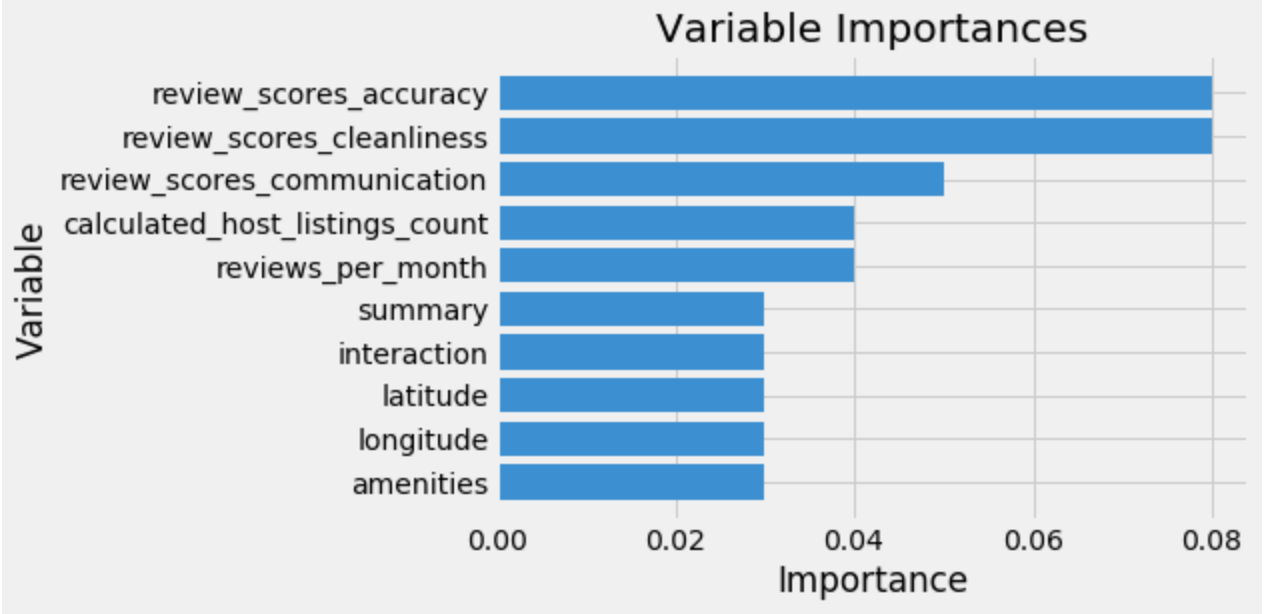 Variable Importances
review_scores_accuracy
review_scores_cleanliness
review_scores_communication
calculated_host_listings_count
reviews_per_month
summary
interaction
latitude
longitude
amenities
Variable
0.00 0.02 0.04 0.06 0.08
Importance